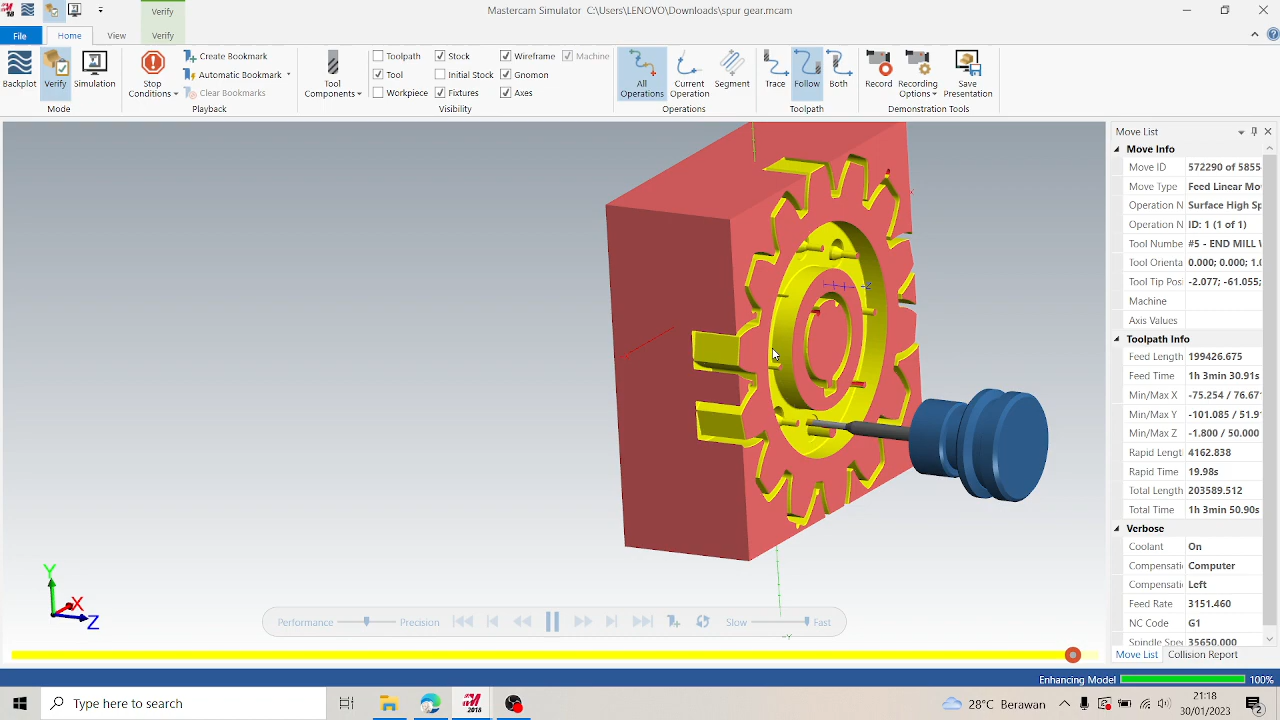 Mastercam Simulator  C:\Users\LENOVO\Downloads\spur gear.mcam
Verify
File
Home
View
Verify
Backplot
Verify
Simulate
Mode
Stop Conditions
Create Bookmark
Automatic Bookmark
Clear Bookmarks
Playback
Tool Components
Toolpath
Tool
Workpiece
Stock
Initial Stock
Fixtures
Wireframe
Gnomon
Axes
Machine
Visibility
All Operations
Current Operation
Segment
Operations
Trace
Follow
Both
Toolpath
Record
Recording Options
Save Presentation
Demonstration Tools
Move List
Move Info
Move ID 572290 of 5855
Move Type Feed Linear Mo
Operation N Surface High Sp
Operation N ID: 1 (1 of 1)
Tool Numbe #5 - END MILL W
Tool Orienta 0.000; 0.000; 1.0
Tool Tip Posi -2.077; -61.055;
Machine
Axis Values
Toolpath Info
Feed Length 199426.675
Feed Time 1h 3min 30.91s
Min/Max X -75.254 / 76.67
Min/Max Y -101.085 / 51.9
Min/Max Z -1.800 / 50.000
Rapid Lengt 4162.838
Rapid Time 19.98s
Total Length 203589.512
Total Time 1h 3min 50.90s
Verbose
Coolant On
Compensati Computer
Compensati Left
Feed Rate 3151.460
NC Code G1
Spindle Spe 35650.000
Move List Collision Report
Y
X
Z
Performance Precision
Slow Fast
Enhancing Model 100%
Type here to search
2018
28°C Berawan
21:18
30/01/2023
2